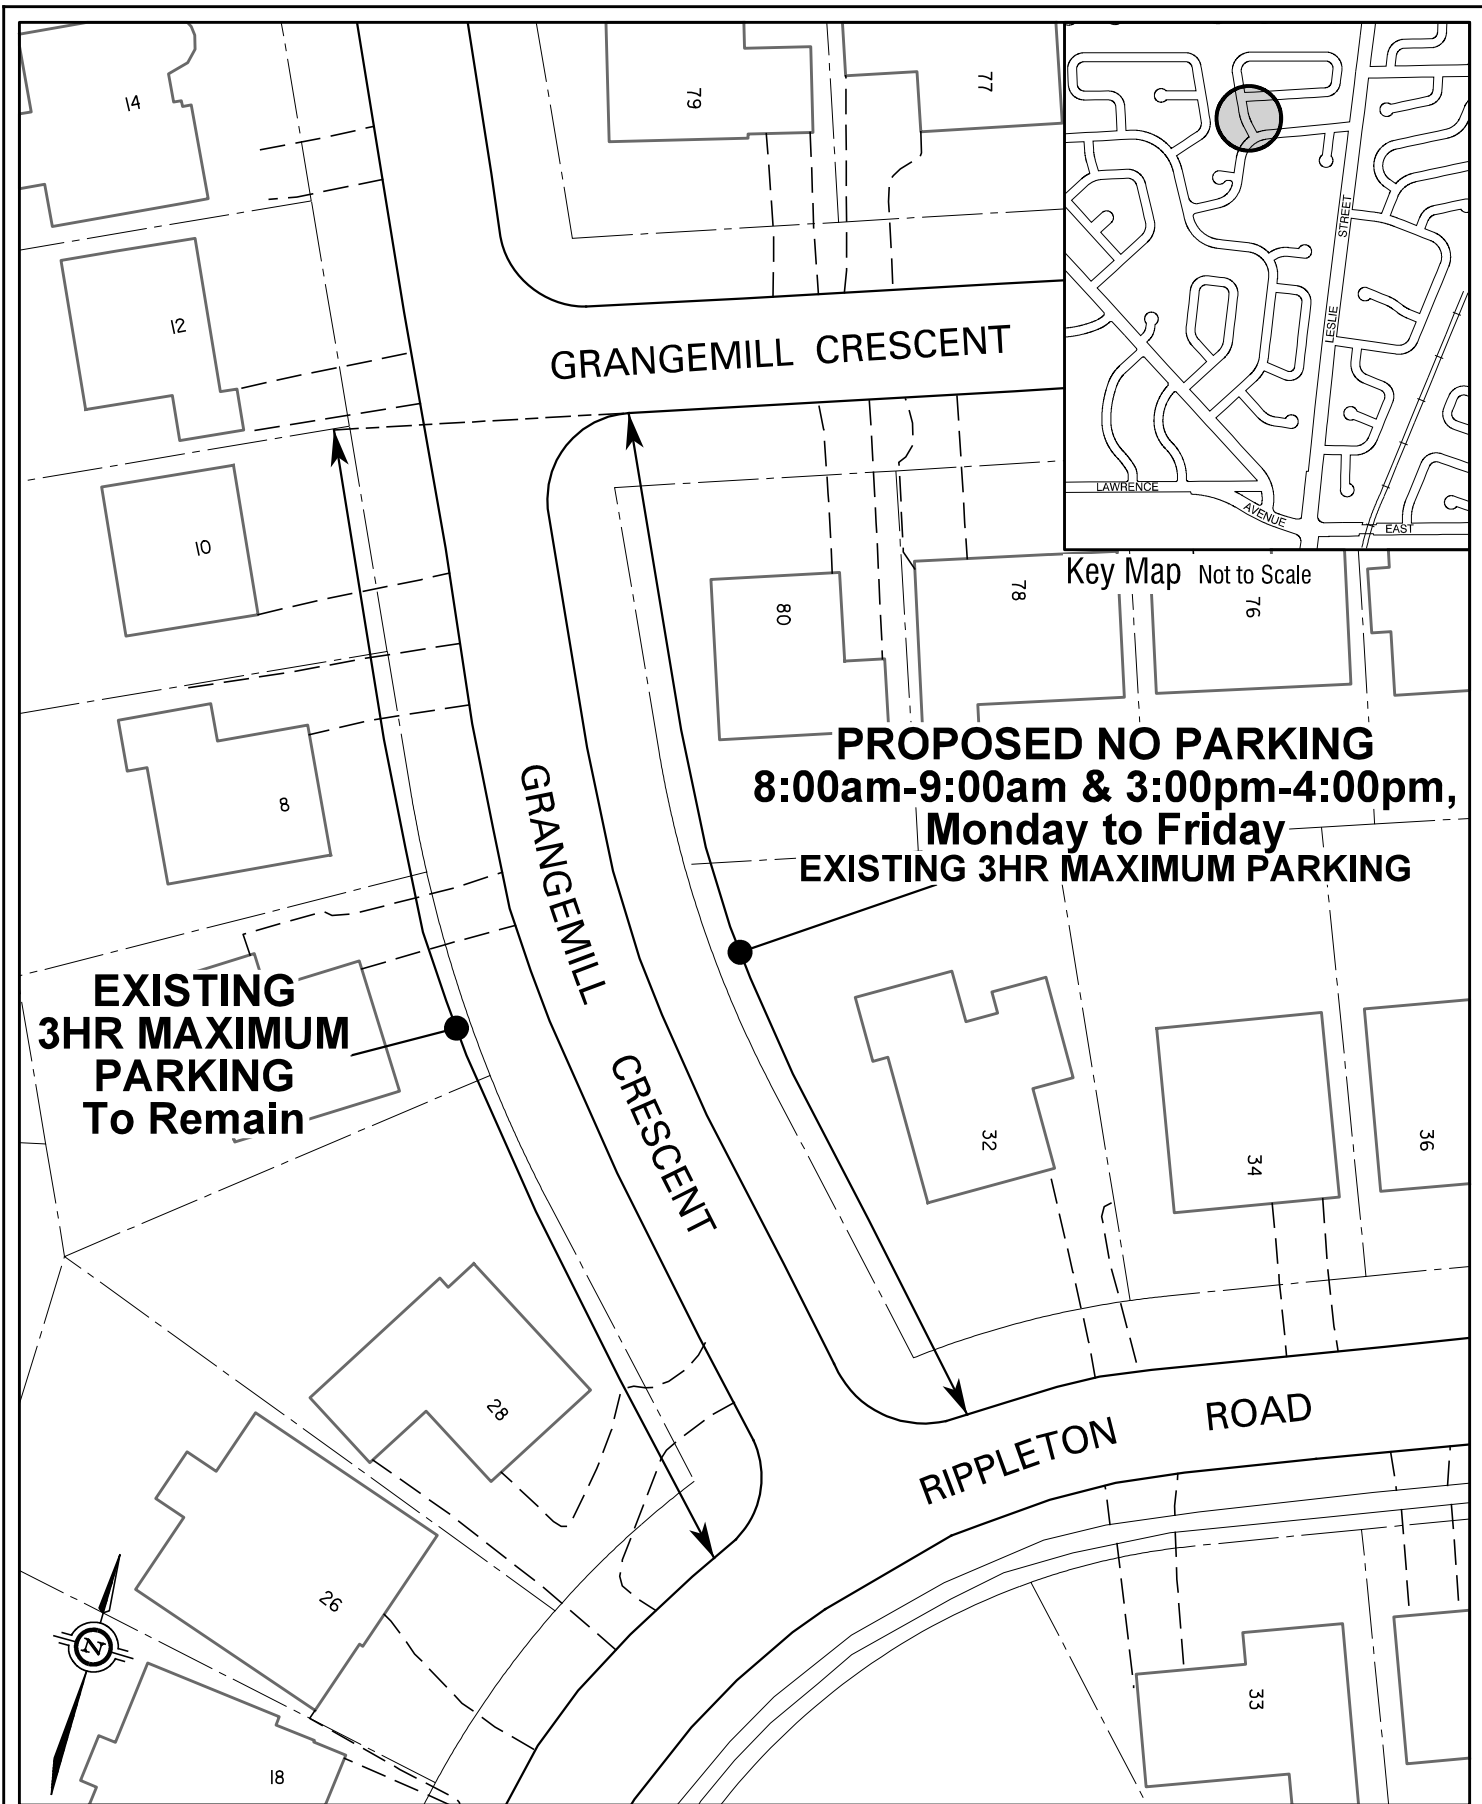 14
79
77
12
GRANGEMILL CRESCENT
STREET
LESLIE
LAWRENCE
AVENUE
EAST
Key Map Not to Scale
10
80
78
76
8
PROPOSED NO PARKING
8:00am-9:00am & 3:00pm-4:00pm,
Monday to Friday
EXISTING 3HR MAXIMUM PARKING
GRANGEMILL CRESCENT
EXISTING
3HR MAXIMUM
PARKING
To Remain
32
34
36
28
RIPPLETON ROAD
26
N
33
18